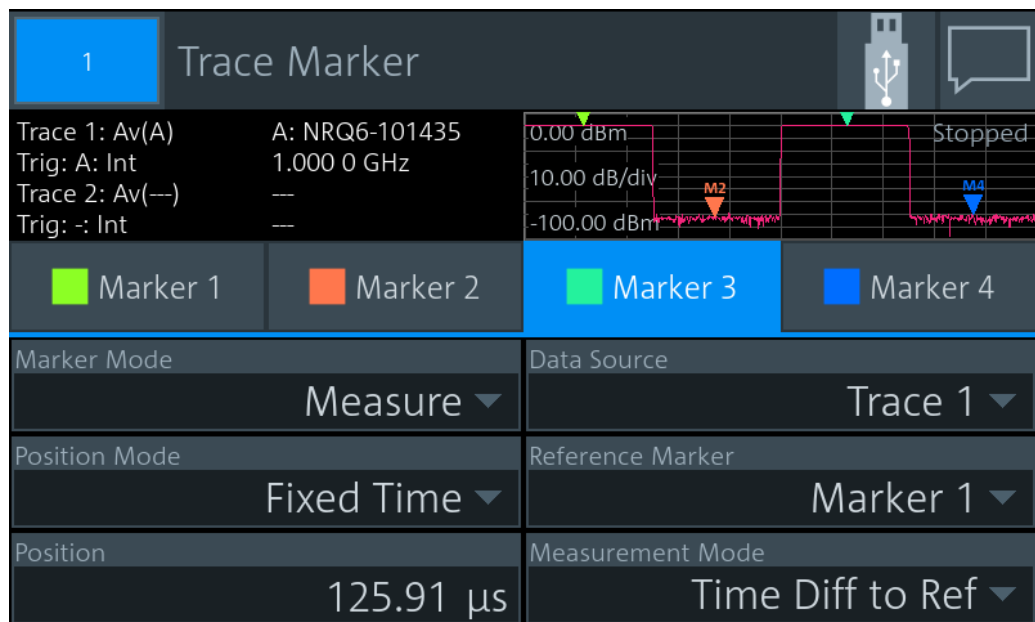 1
Trace Marker
Trace 1: Av(A)
A: NRQ6-101435
Trig: A: Int
1.000 0 GHz
Trace 2: Av(---)
---
Trig: -: Int
---
0.00 dBm
Stopped
10.00 dB/div
M2
M4
-100.00 dBm
Marker 1
Marker 2
Marker 3
Marker 4
Marker Mode
Measure
Data Source
Trace 1
Position Mode
Fixed Time
Reference Marker
Marker 1
Position
125.91 µs
Measurement Mode
Time Diff to Ref